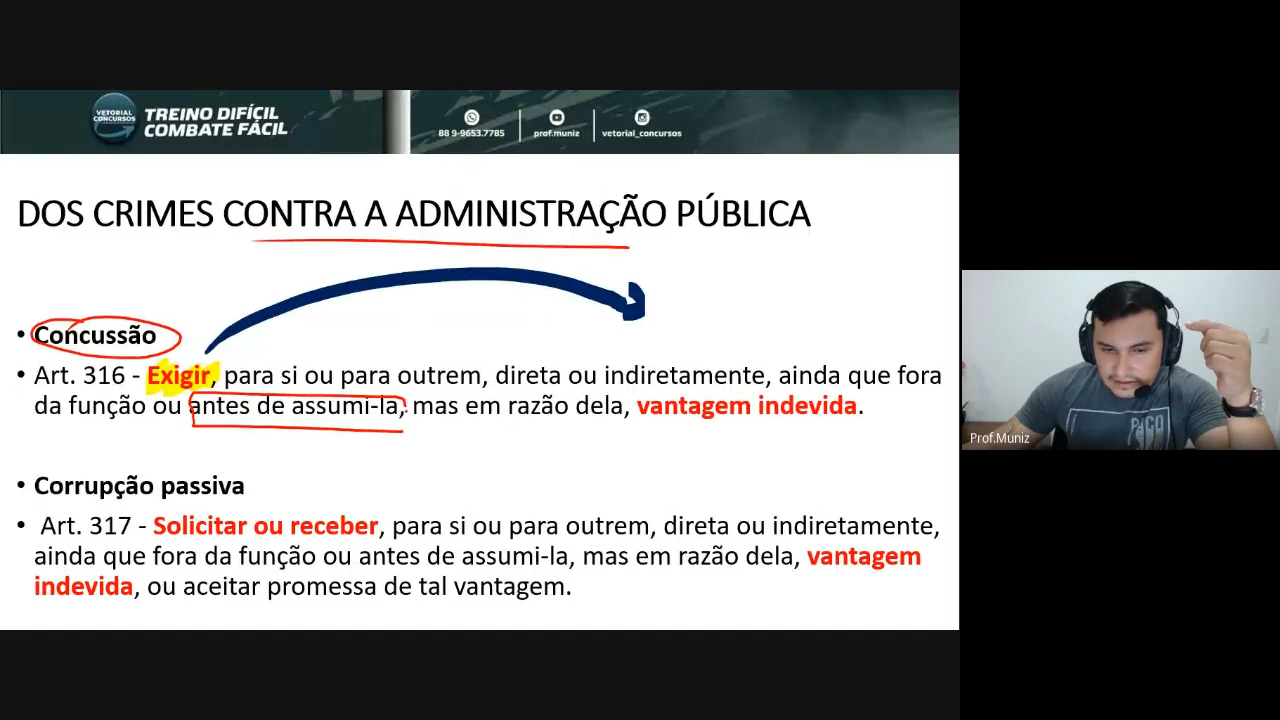 VETORIAL
CONCURSOS
TREINO DIFÍCIL
COMBATE FÁCIL
88 9-9653.7785
prof.muniz
vetorial_concursos
DOS CRIMES CONTRA A ADMINISTRAÇÃO PÚBLICA
• Concussão
• Art. 316 - Exigir, para si ou para outrem, direta ou indiretamente, ainda que fora
da função ou antes de assumi-la, mas em razão dela, vantagem indevida.
• Corrupção passiva
• Art. 317 - Solicitar ou receber, para si ou para outrem, direta ou indiretamente,
ainda que fora da função ou antes de assumi-la, mas em razão dela, vantagem
indevida, ou aceitar promessa de tal vantagem.
Prof.Muniz